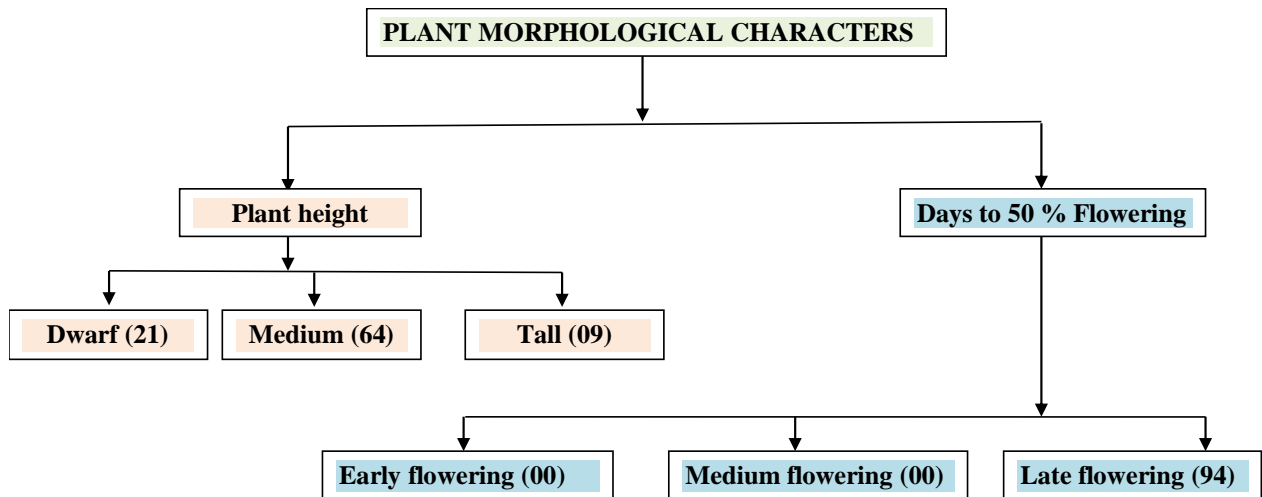 PLANT MORPHOLOGICAL CHARACTERS
Plant height
Days to 50 % Flowering
Dwarf (21)
Medium (64)
Tall (09)
Early flowering (00)
Medium flowering (00)
Late flowering (94)